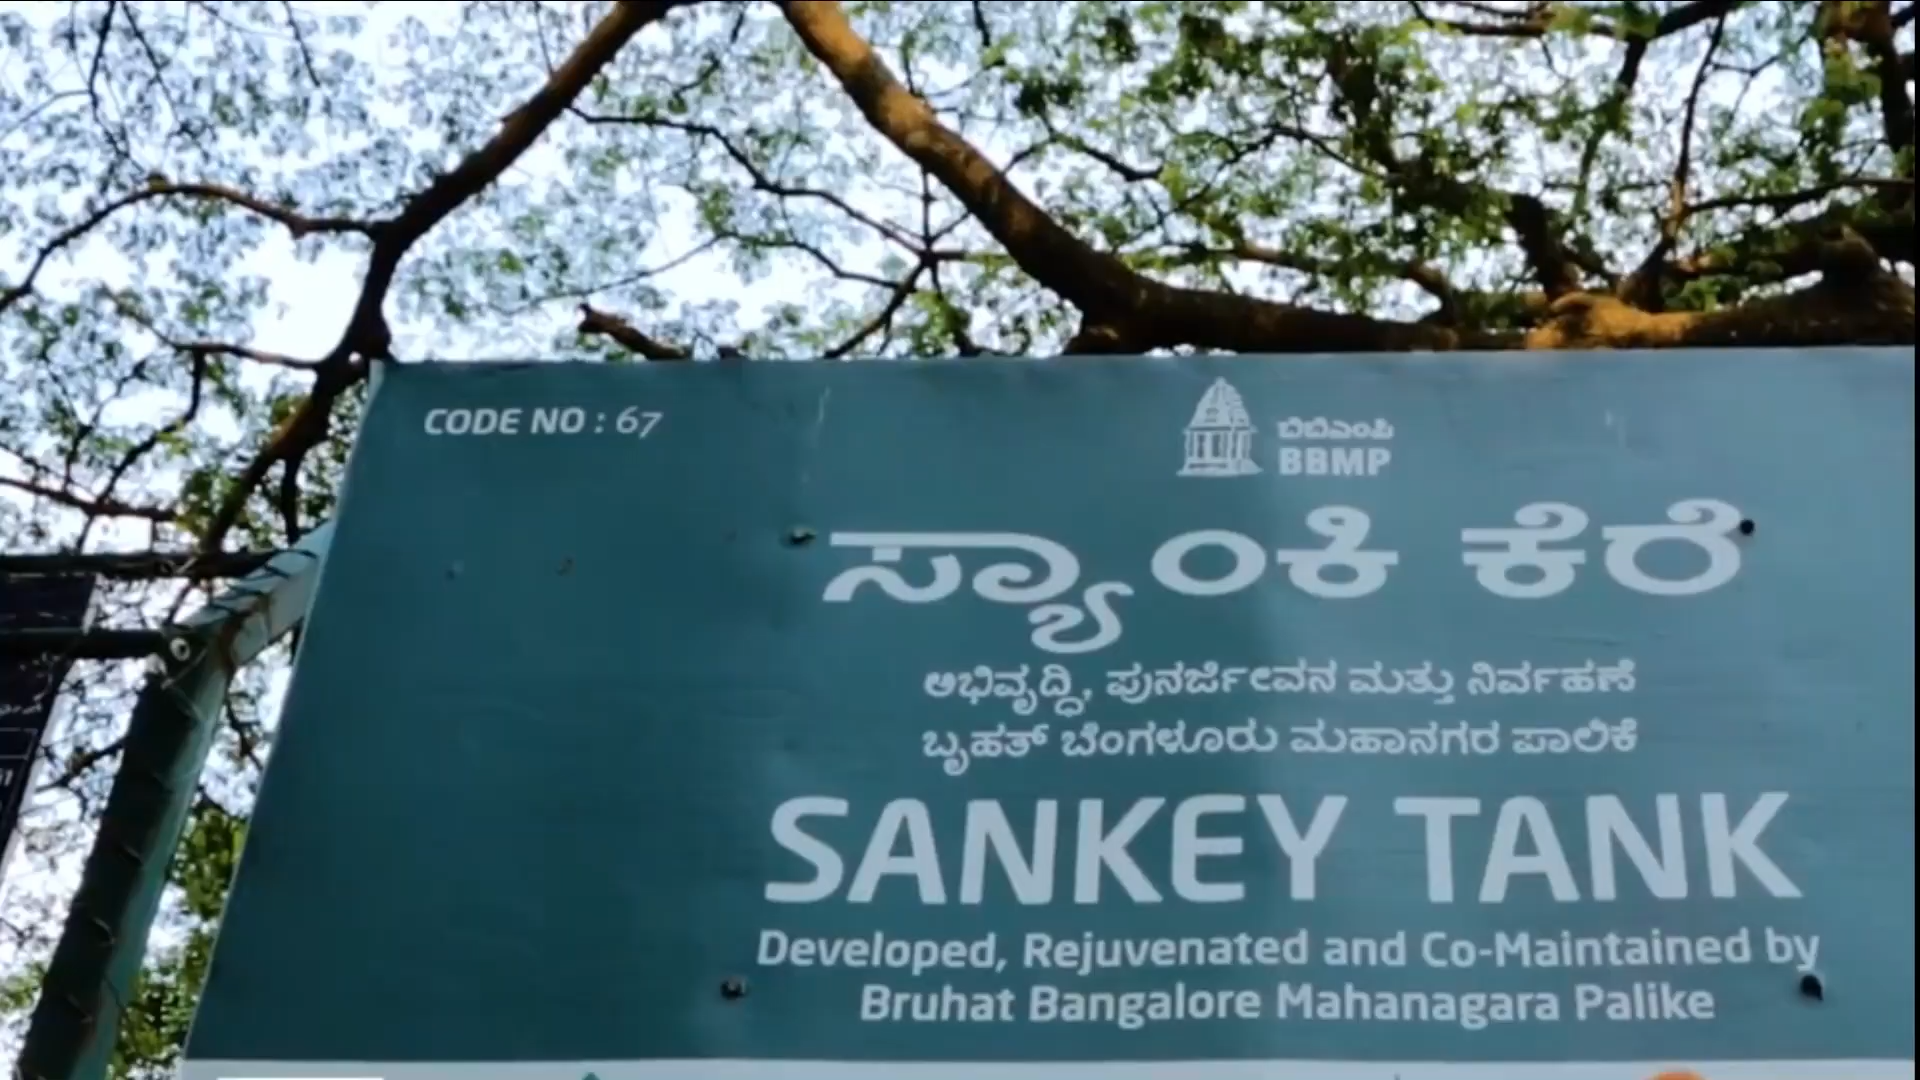 CODE NO : 67
ಬಿಬಿಎಂಪಿ
BBMP
ಸ್ಯಾಂಕಿ ಕೆರೆ
ಅಭಿವೃದ್ಧಿ, ಪುನರ್ಜೀವನ ಮತ್ತು ನಿರ್ವಹಣೆ
ಬೃಹತ್ ಬೆಂಗಳೂರು ಮಹಾನಗರ ಪಾಲಿಕೆ
SANKEY TANK
Developed, Rejuvenated and Co-Maintained by
Bruhat Bangalore Mahanagara Palike